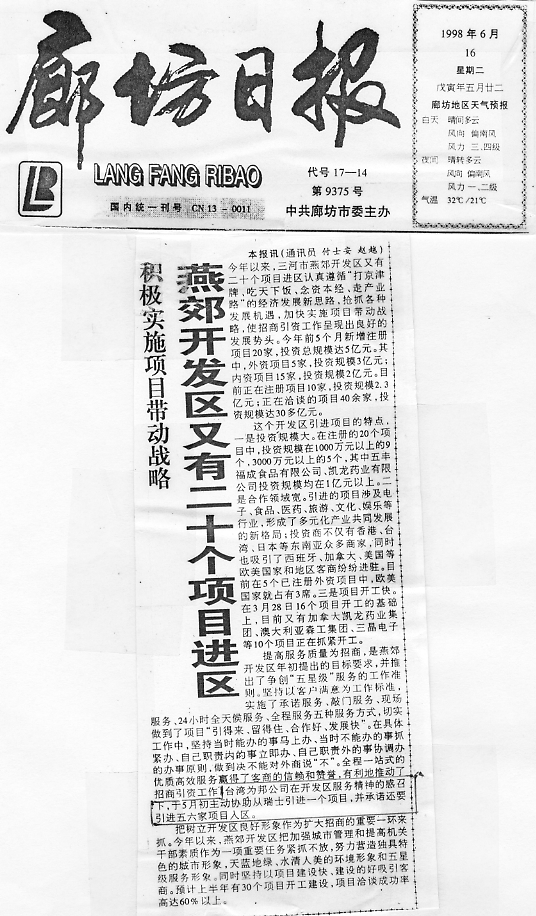 廊坊日报
LANG FANG RIBAO
国内统一刊号 CN 13—0011
代号 17—14
第 9375 号
中共廊坊市委主办
1998 年 6 月
16
星期二
戊寅年五月廿二
廊坊地区天气预报
白天 晴间多云
风向 偏南风
风力 三、四级
夜间 晴转多云
风向 偏南风
风力 一、二级
气温 32℃/21℃
积极实施项目带动战略
燕郊开发区又有二十个项目进区
本报讯(通讯员 付士安 赵越)
今年以来,三河市燕郊开发区又有
二十个项目进区认真遵循“打京津
牌、吃天下饭、念资本经,走产业
路”的经济发展新思路,抢抓各种
发展机遇,加快实施项目带动战
略,使招商引资工作呈现出良好的
发展势头。今年前5个月新增注册
项目20家,投资总规模达5亿元。其
中,外资项目5家,投资规模3亿元;
内资项目15家,投资规模2亿元。目
前正在注册项目10家,投资规模2.3
亿元;正在洽谈的项目40余家,投
资规模达30多亿元。
这个开发区引进项目的特点,
一是投资规模大。在注册的20个项
目中,投资规模在1000万元以上的9
个,3000万元以上的5个,其中五丰
福成食品有限公司、凯龙药业有限
公司投资规模均在1亿元以上。二
是合作领域宽。引进的项目涉及电
子、食品、医药、旅游、文化、娱乐等
行业,形成了多元化产业共同发展
的新格局;投资商不仅有香港、台
湾、日本等东南亚众多商家,同时
也吸引了西班牙、加拿大、美国等
欧美国家和地区客商纷纷进驻。目
前在5个已注册外资项目中,欧美
国家就占有3席。三是项目开工快。
在3月28日16个项目开工的基础
上,目前又有加拿大凯龙药业集
团、澳大利亚森工集团、三晶电子
等10个项目正在抓紧开工。
提高服务质量为招商,是燕郊
开发区年初提出的目标要求,并推
出了争创“五星级”服务的工作准
则。坚持以客户满意为工作标准,
实施了承诺服务、敲门服务、现场
服务、24小时全天候服务、全程服务五种服务方式,切实
做到了项目“引得来、留得住、合作好、发展快”。在具体
工作中,坚持当时能办的事马上办、当时不能办的事抓
紧办、自己职责内的事立即办、自己职责外的事协调办
的办事原则,做到决不能对外商说“不”。全程一站式的
优质高效服务赢得了客商的信赖和赞誉,有利地推动了
招商引资工作。台湾为邦公司在开发区服务精神的感召
下,于5月初主动协助从瑞士引进一个项目,并承诺还要
引进五六家项目入区。
把树立开发区良好形象作为扩大招商的重要一环来
抓。今年以来,燕郊开发区把加强城市管理和提高机关
干部素质作为一项重要任务紧抓不放,努力营造独具特
色的城市形象,天蓝地绿、水清人美的环境形象和五星
级服务形象。同时坚持以项目建设快、建设的好吸引客
商。预计上半年有30个项目开工建设,项目洽谈成功率
高达60%以上。